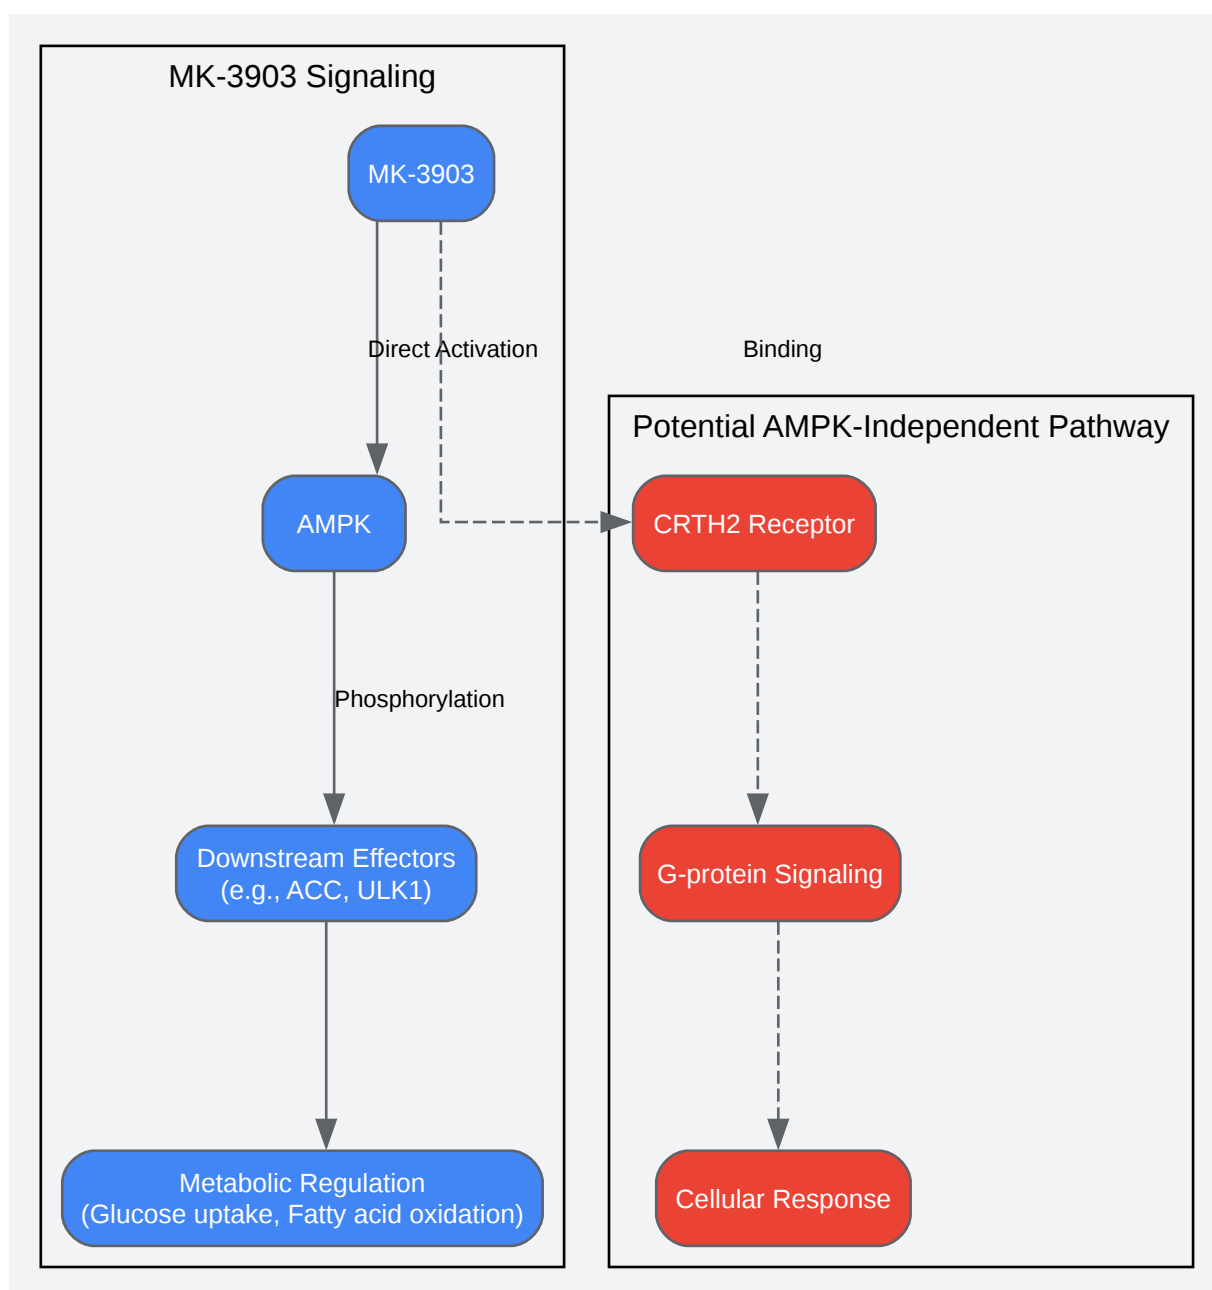 MK-3903 Signaling
MK-3903
Direct Activation
Binding
Potential AMPK-Independent Pathway
AMPK
CRTH2 Receptor
Phosphorylation
Downstream Effectors
(e.g., ACC, ULK1)
G-protein Signaling
Metabolic Regulation
(Glucose uptake, Fatty acid oxidation)
Cellular Response